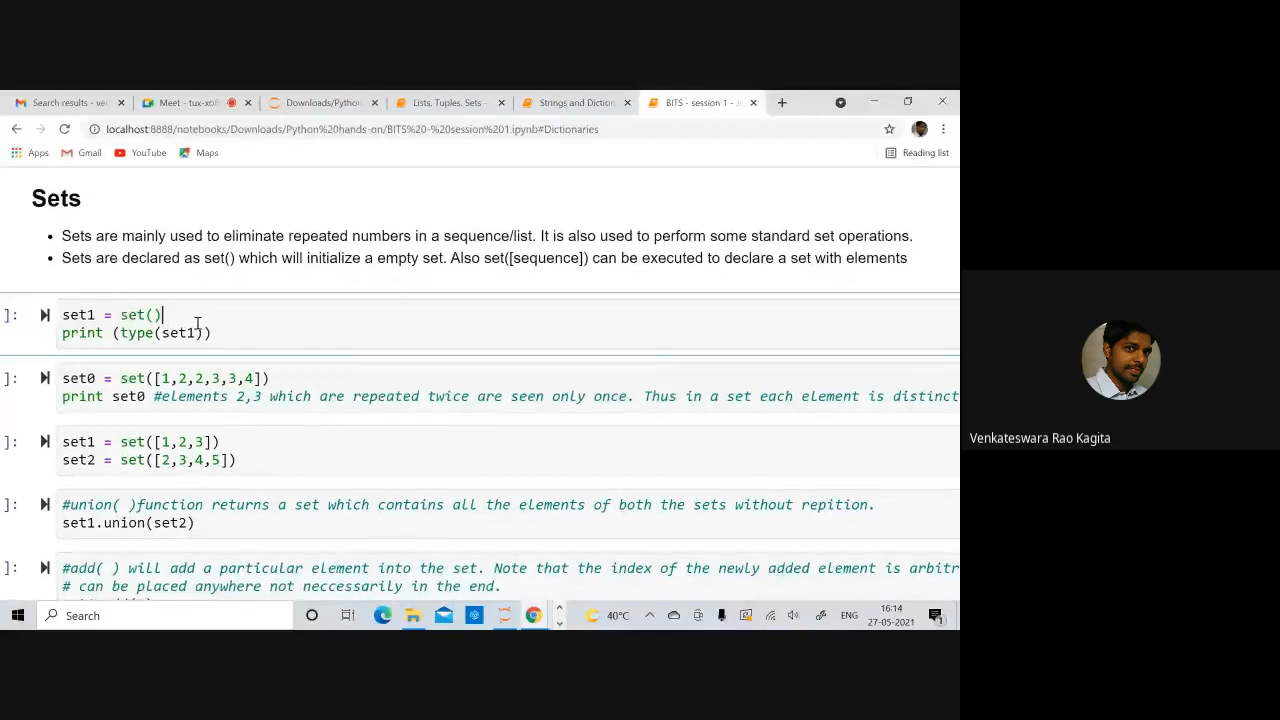 Search results - ve
Meet - tux-xol
Downloads/Python
Lists, Tuples, Sets -
Strings and Diction
BITS - session 1 - J
localhost:8888/notebooks/Downloads/Python%20hands-on/BITS%20-%20session%201.ipynb#Dictionaries
Apps Gmail YouTube Maps Reading list
Sets
• Sets are mainly used to eliminate repeated numbers in a sequence/list. It is also used to perform some standard set operations.
• Sets are declared as set() which will initialize a empty set. Also set([sequence]) can be executed to declare a set with elements
]: set1 = set()
print (type(set1))
]: set0 = set([1,2,2,3,3,4])
print set0 #elements 2,3 which are repeated twice are seen only once. Thus in a set each element is distinct
]: set1 = set([1,2,3])
set2 = set([2,3,4,5])
]: #union( )function returns a set which contains all the elements of both the sets without repition.
set1.union(set2)
]: #add( ) will add a particular element into the set. Note that the index of the newly added element is arbitr
# can be placed anywhere not neccessarily in the end.
Venkateswara Rao Kagita
Search
40°C
ENG
16:14
27-05-2021
1